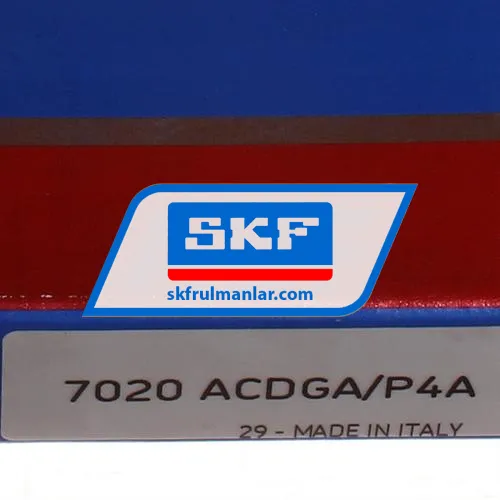 SKF
skfrulmanlar.com
7020 ACDGA/P4A
29 - MADE IN ITALY